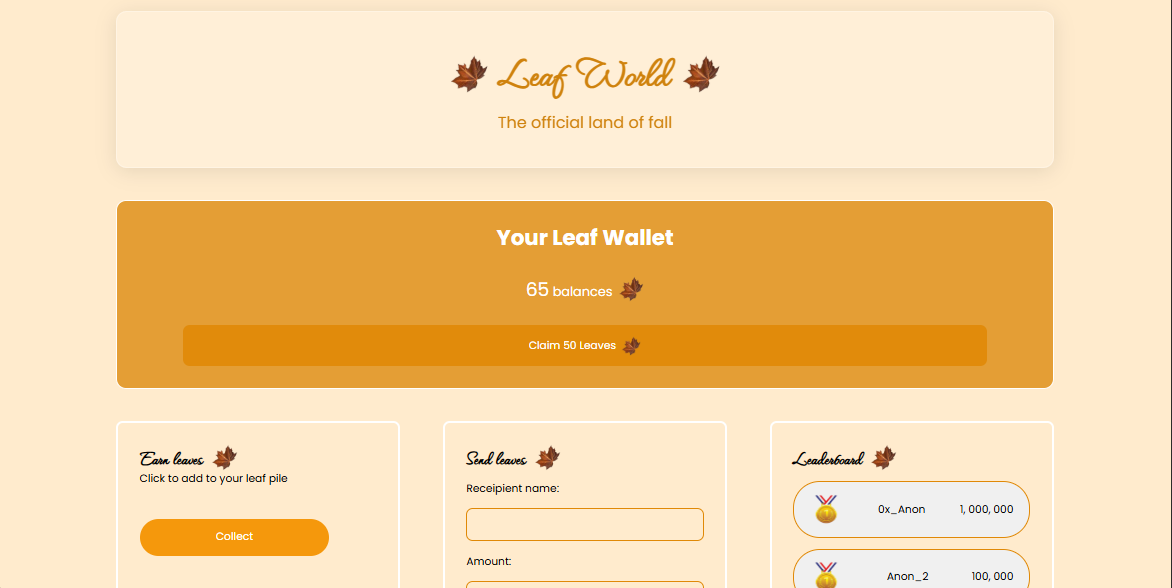 Leaf World
The official land of fall
Your Leaf Wallet
65 balances
Claim 50 Leaves
Earn leaves
Click to add to your leaf pile
Collect
Send leaves
Receipient name:
Amount:
Leaderboard
0x_Anon 1, 000, 000
Anon_2 100, 000